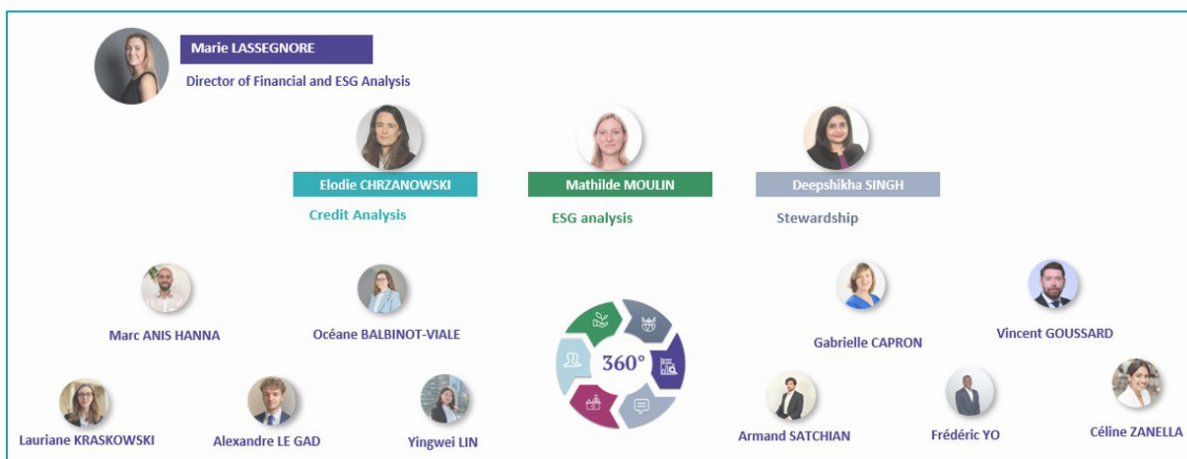 Marie LASSEGNORE
Director of Financial and ESG Analysis
Elodie CHRZANOWSKI
Mathilde MOULIN
Deepshikha SINGH
Credit Analysis
ESG analysis
Stewardship
Marc ANIS HANNA
Océane BALBINOT-VIALE
Gabrielle CAPRON
Vincent GOUSSARD
360°
Lauriane KRASKOWSKI
Alexandre LE GAD
Yingwei LIN
Armand SATCHIAN
Frédéric YO
Céline ZANELLA